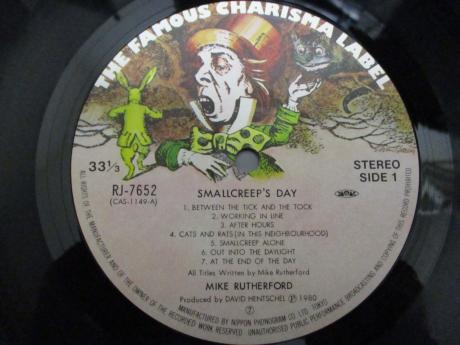 THE FAMOUS CHARISMA LABEL
33⅓
STEREO
SIDE 1
RJ-7652
(CAS-1149-A)
SMALLCREEP'S DAY
1. BETWEEN THE TICK AND THE TOCK
2. WORKING IN LINE
3. AFTER HOURS
4. CATS AND RATS (IN THIS NEIGHBOURHOOD)
5. SMALLCREEP ALONE
6. OUT INTO THE DAYLIGHT
7. AT THE END OF THE DAY
All Titles Written by Mike Rutherford
MIKE RUTHERFORD
Produced by DAVID HENTSCHEL Ⓟ 1980
②
ALL RIGHTS OF THE MANUFACTURER AND OF THE OWNER OF THE RECORDED WORK RESERVED. UNAUTHORISED PUBLIC PERFORMANCE BROADCASTING AND COPYING OF THIS RECORD PROHIBITED
MANUFACTURED BY NIPPON PHONOGRAM CO. LTD. TOKYO, JAPAN